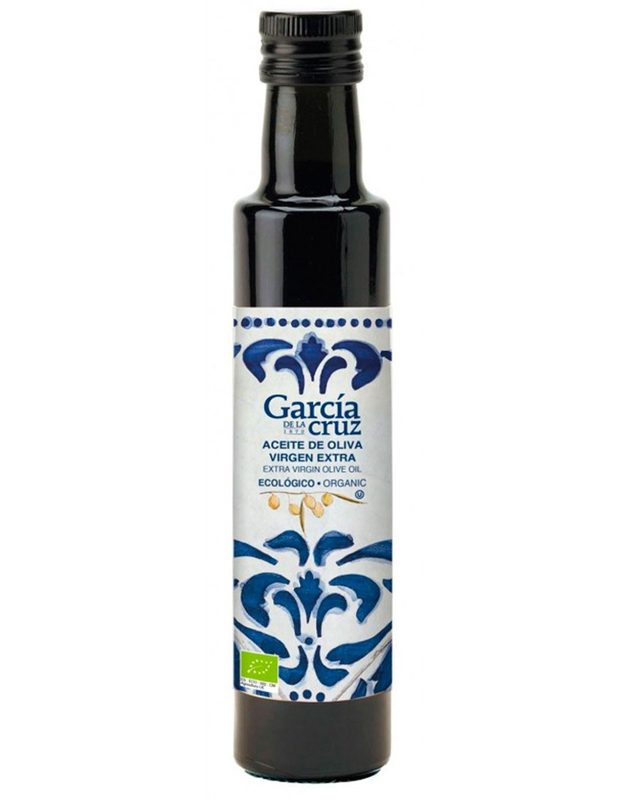 García
DE LA
1872
cruz
ACEITE DE OLIVA
VIRGEN EXTRA
EXTRA VIRGIN OLIVE OIL
ECOLÓGICO • ORGANIC
U